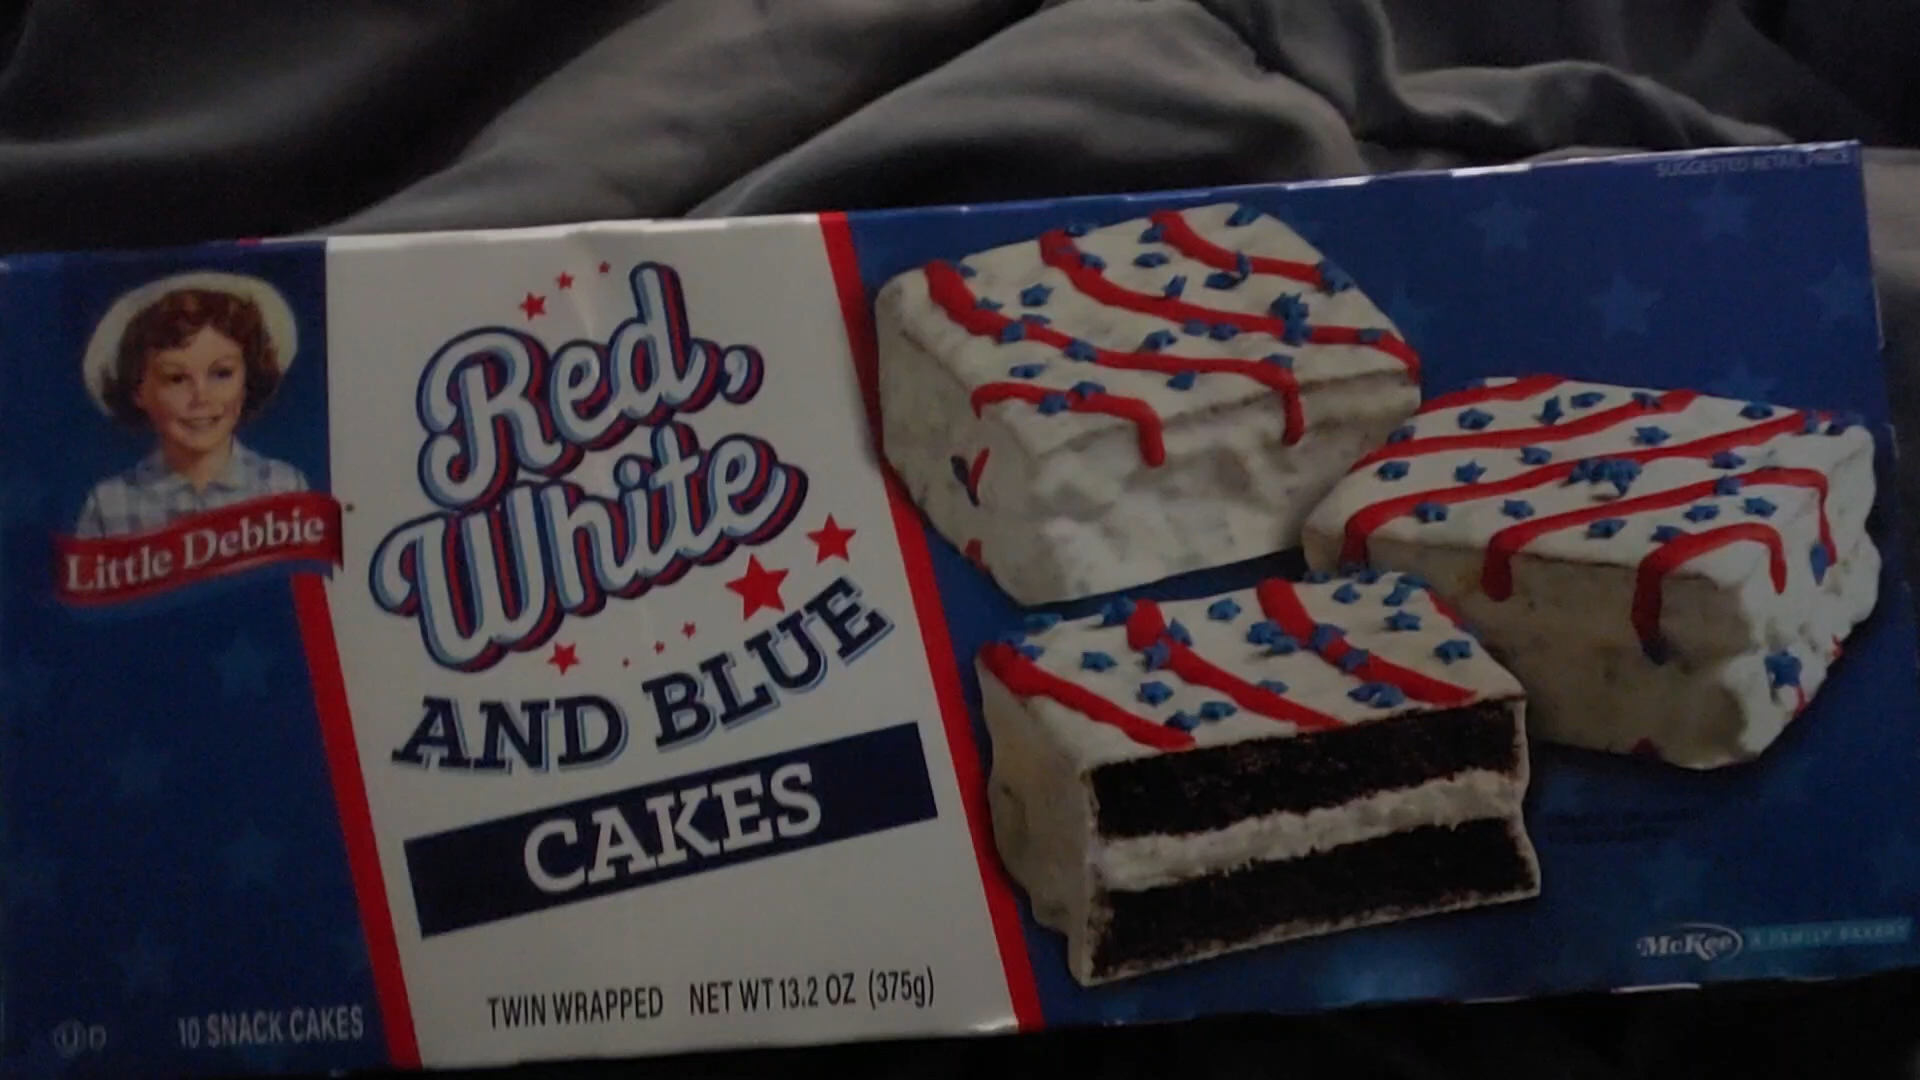 SUGGESTED RETAIL PRICE
Little Debbie
Red,
White
AND BLUE
CAKES
TWIN WRAPPED NET WT 13.2 OZ (375g)
U D
10 SNACK CAKES
McKee A FAMILY BAKERY